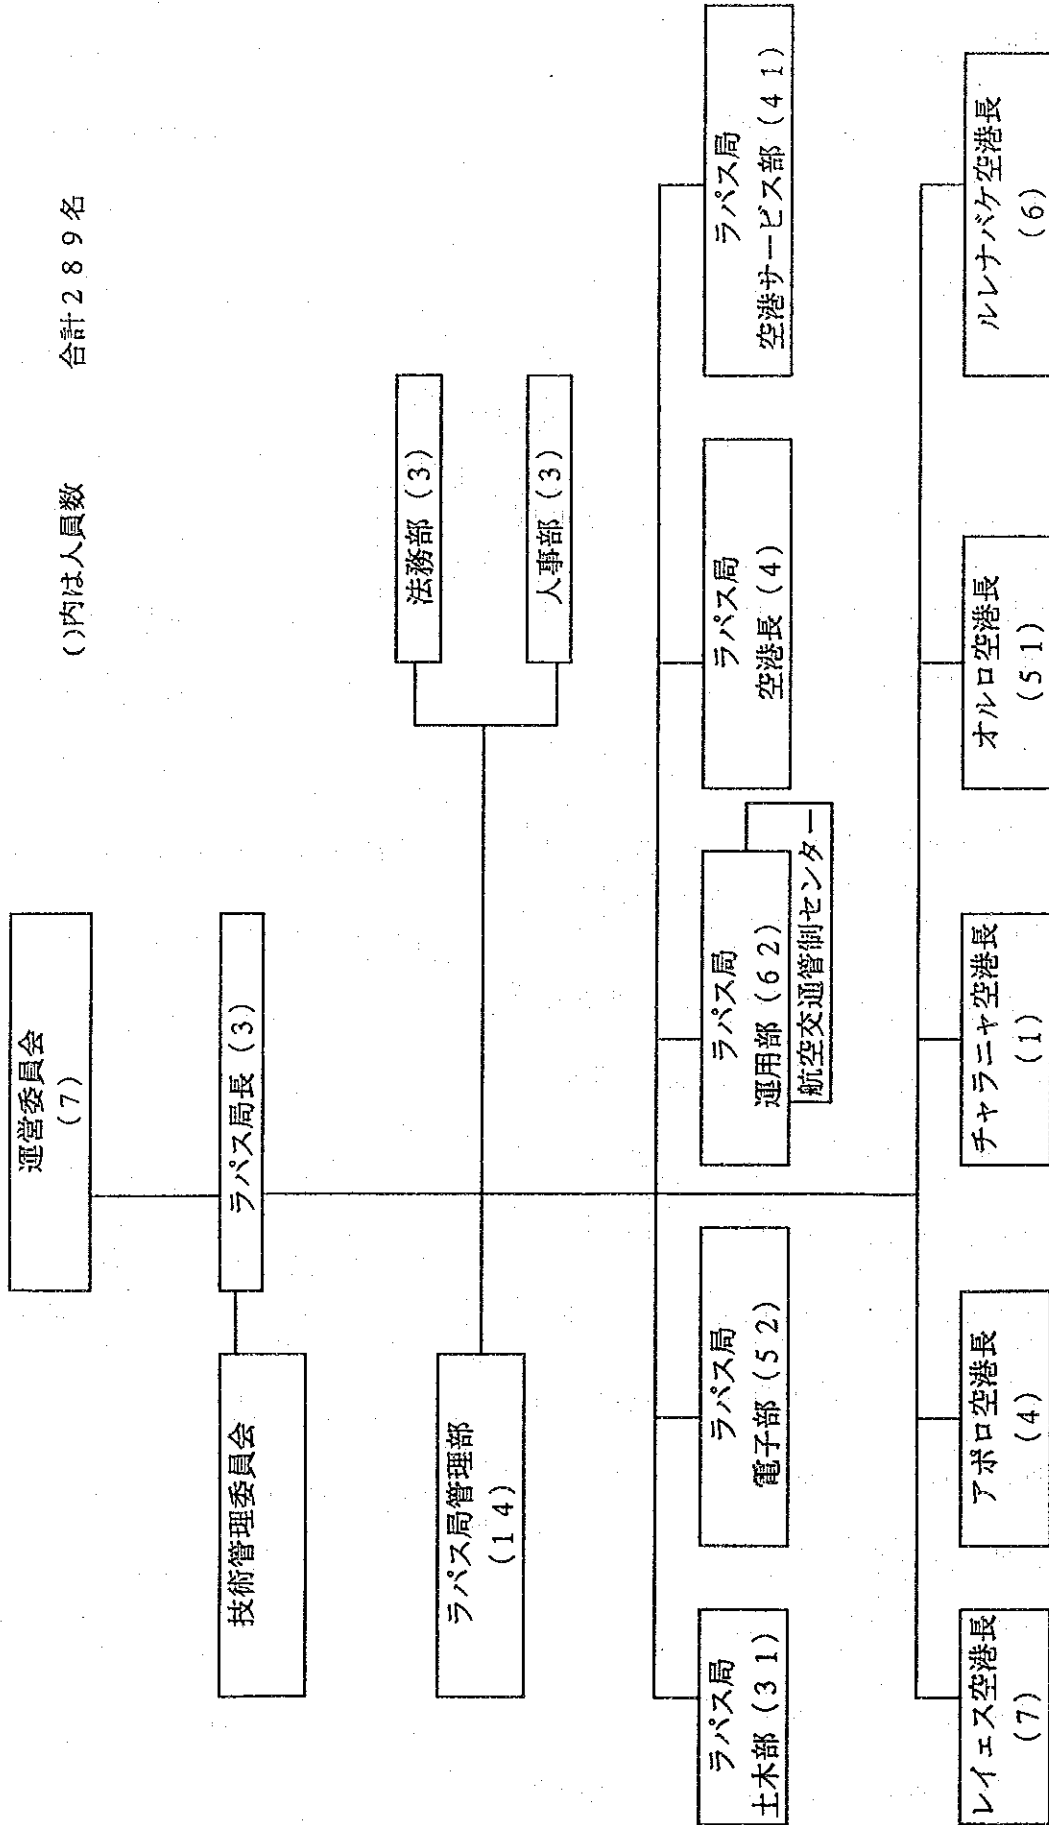 ()内は人員数 合計289名
運営委員会
(7)
技術管理委員会
ラパス局長(3)
ラパス局管理部
(14)
法務部(3)
人事部(3)
ラパス局
土木部(31)
ラパス局
電子部(52)
ラパス局
運用部(62)
航空交通管制センター
ラパス局
空港長(4)
ラパス局
空港サービス部(41)
レイェス空港長
(7)
アポロ空港長
(4)
チャラニャ空港長
(1)
オルロ空港長
(51)
ルレナバケ空港長
(6)